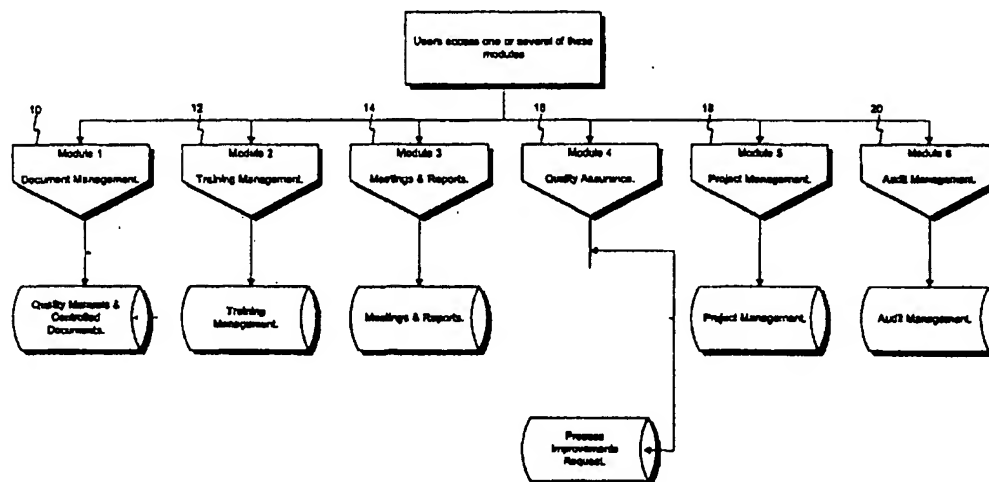 Users access one or several of these
modules
10
12
14
16
18
20
Module 1
Document Management.
Module 2
Training Management.
Module 3
Meetings & Reports.
Module 4
Quality Assurance.
Module 5
Project Management.
Module 6
Audit Management.
Quality Manuals &
Controlled
Documents.
Training
Management.
Meetings & Reports.
Project Management.
Audit Management.
Process
Improvements
Request.